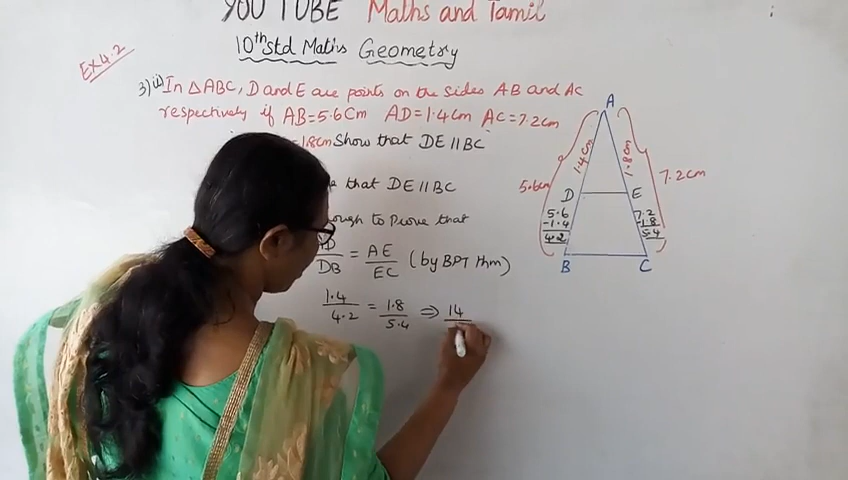 YOU TUBE Maths and Tamil
10th Std Maths Geometry
EX 4.2
3) ii) In △ABC, D and E are points on the sides AB and AC
respectively if AB=5.6cm AD=1.4cm AC=7.2cm
=1.8cm Show that DE || BC
that DE || BC
to Prove that
AD/DB = AE/EC (by BPT thm)
1.4/4.2 = 1.8/5.4 ⇒ 14
A
1.4cm
1.8cm
5.6cm
7.2cm
D
E
5.6
-1.4
4.2
7.2
-1.8
5.4
B
C